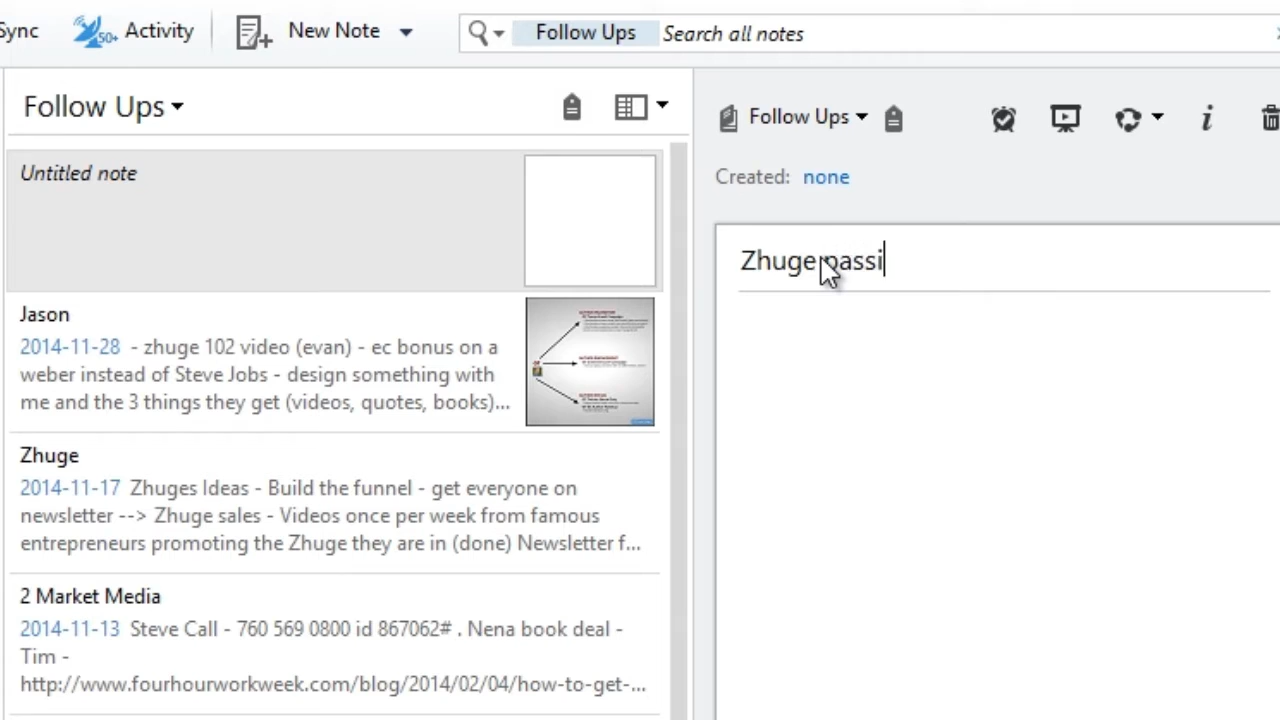 Sync
50+ Activity
New Note
Follow Ups
Search all notes
Follow Ups
Untitled note
Jason
2014-11-28 - zhuge 102 video (evan) - ec bonus on a
weber instead of Steve Jobs - design something with
me and the 3 things they get (videos, quotes, books)...
Zhuge
2014-11-17 Zhuges Ideas - Build the funnel - get everyone on
newsletter --> Zhuge sales - Videos once per week from famous
entrepreneurs promoting the Zhuge they are in (done) Newsletter f...
2 Market Media
2014-11-13 Steve Call - 760 569 0800 id 867062# . Nena book deal -
Tim -
http://www.fourhourworkweek.com/blog/2014/02/04/how-to-get-...
Follow Ups
Created: none
Zhuge passi